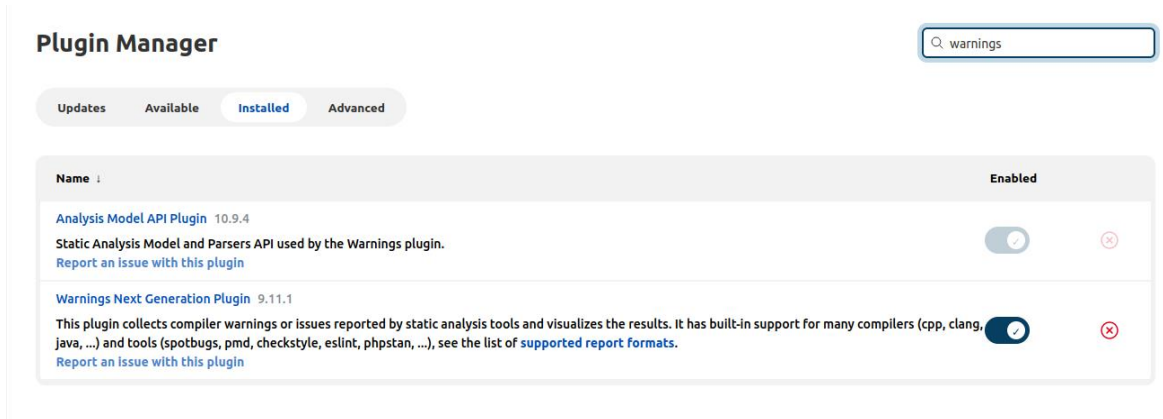 Plugin Manager
warnings
Updates Available Installed Advanced
Name ↓ Enabled
Analysis Model API Plugin 10.9.4
Static Analysis Model and Parsers API used by the Warnings plugin.
Report an issue with this plugin
Warnings Next Generation Plugin 9.11.1
This plugin collects compiler warnings or issues reported by static analysis tools and visualizes the results. It has built-in support for many compilers (cpp, clang,
java, ...) and tools (spotbugs, pmd, checkstyle, eslint, phpstan, ...), see the list of supported report formats.
Report an issue with this plugin